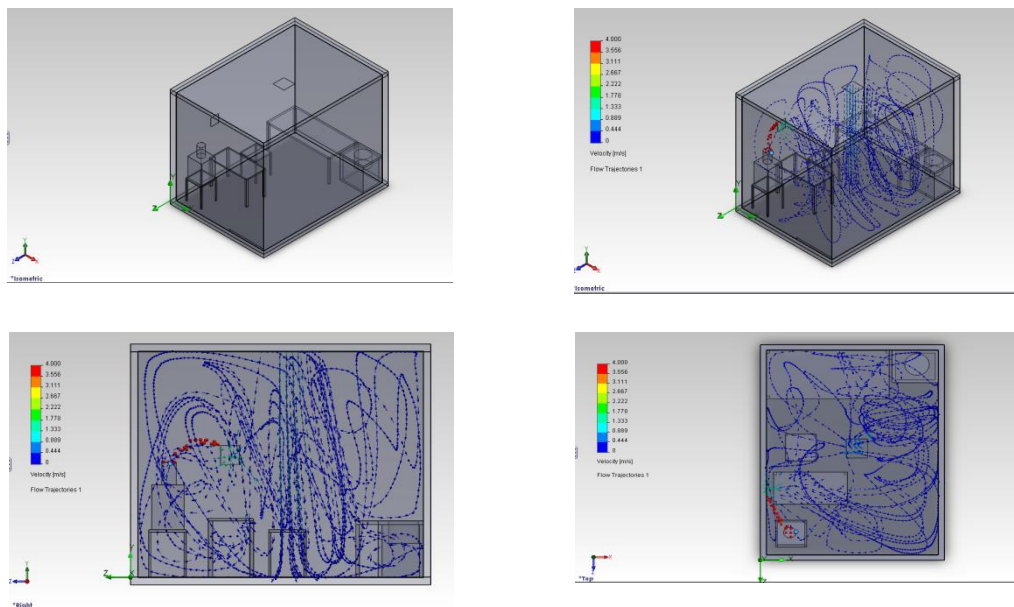 Y
Z
Y
Z
X
*Isometric
4.000
3.556
3.111
2.667
2.222
1.778
1.333
0.889
0.444
0
Velocity [m/s]
Flow Trajectories 1
Y
Z
Y
Z
X
*Isometric
4.000
3.556
3.111
2.667
2.222
1.778
1.333
0.889
0.444
0
Velocity [m/s]
Flow Trajectories 1
Y
Z
X
Y
Z
*Right
4.000
3.556
3.111
2.667
2.222
1.778
1.333
0.889
0.444
0
Velocity [m/s]
Flow Trajectories 1
Y
X
Z
X
Z
*Top